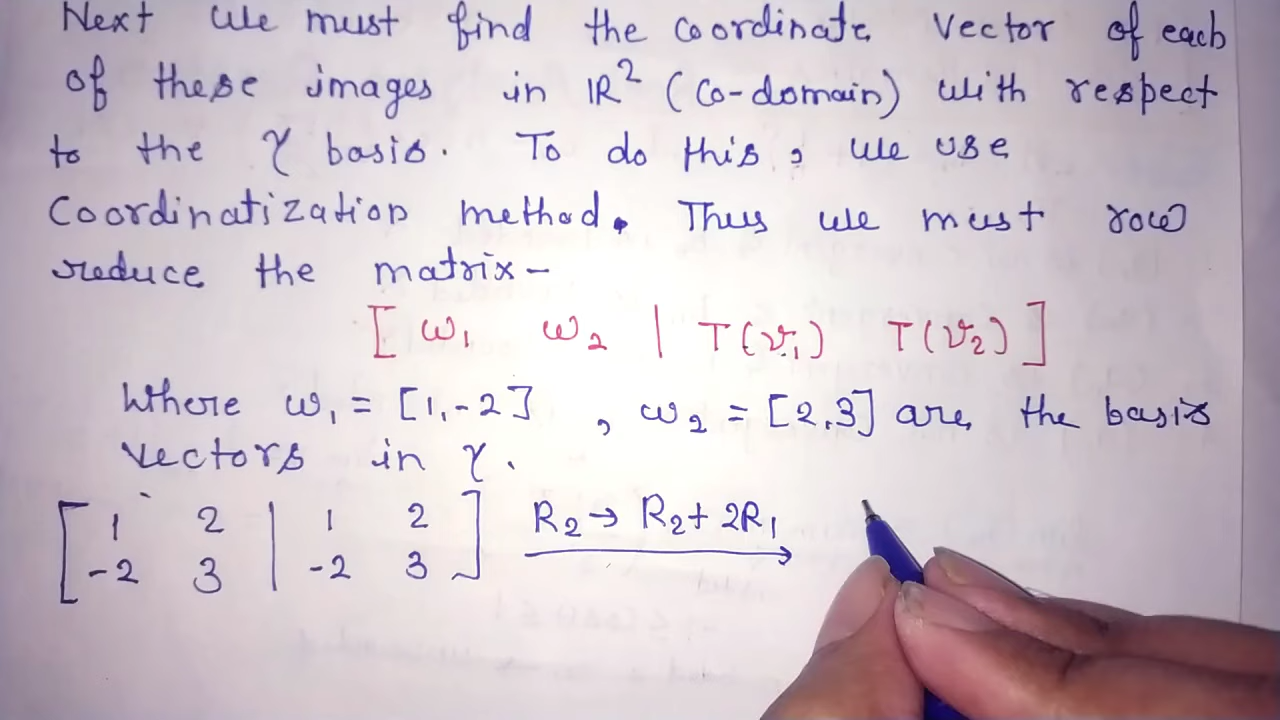 Next we must find the coordinate vector of each
of these images in IR² (co-domain) with respect
to the γ basis. To do this, we use
Coordinatization method. Thus we must row
reduce the matrix-
[ ω₁ ω₂ | T(v₁) T(v₂) ]
Where ω₁ = [1,-2] , ω₂ = [2,3] are the basis
vectors in γ.
[ 1 2 | 1 2 ] R₂ → R₂ + 2R₁
[ -2 3 | -2 3 ]